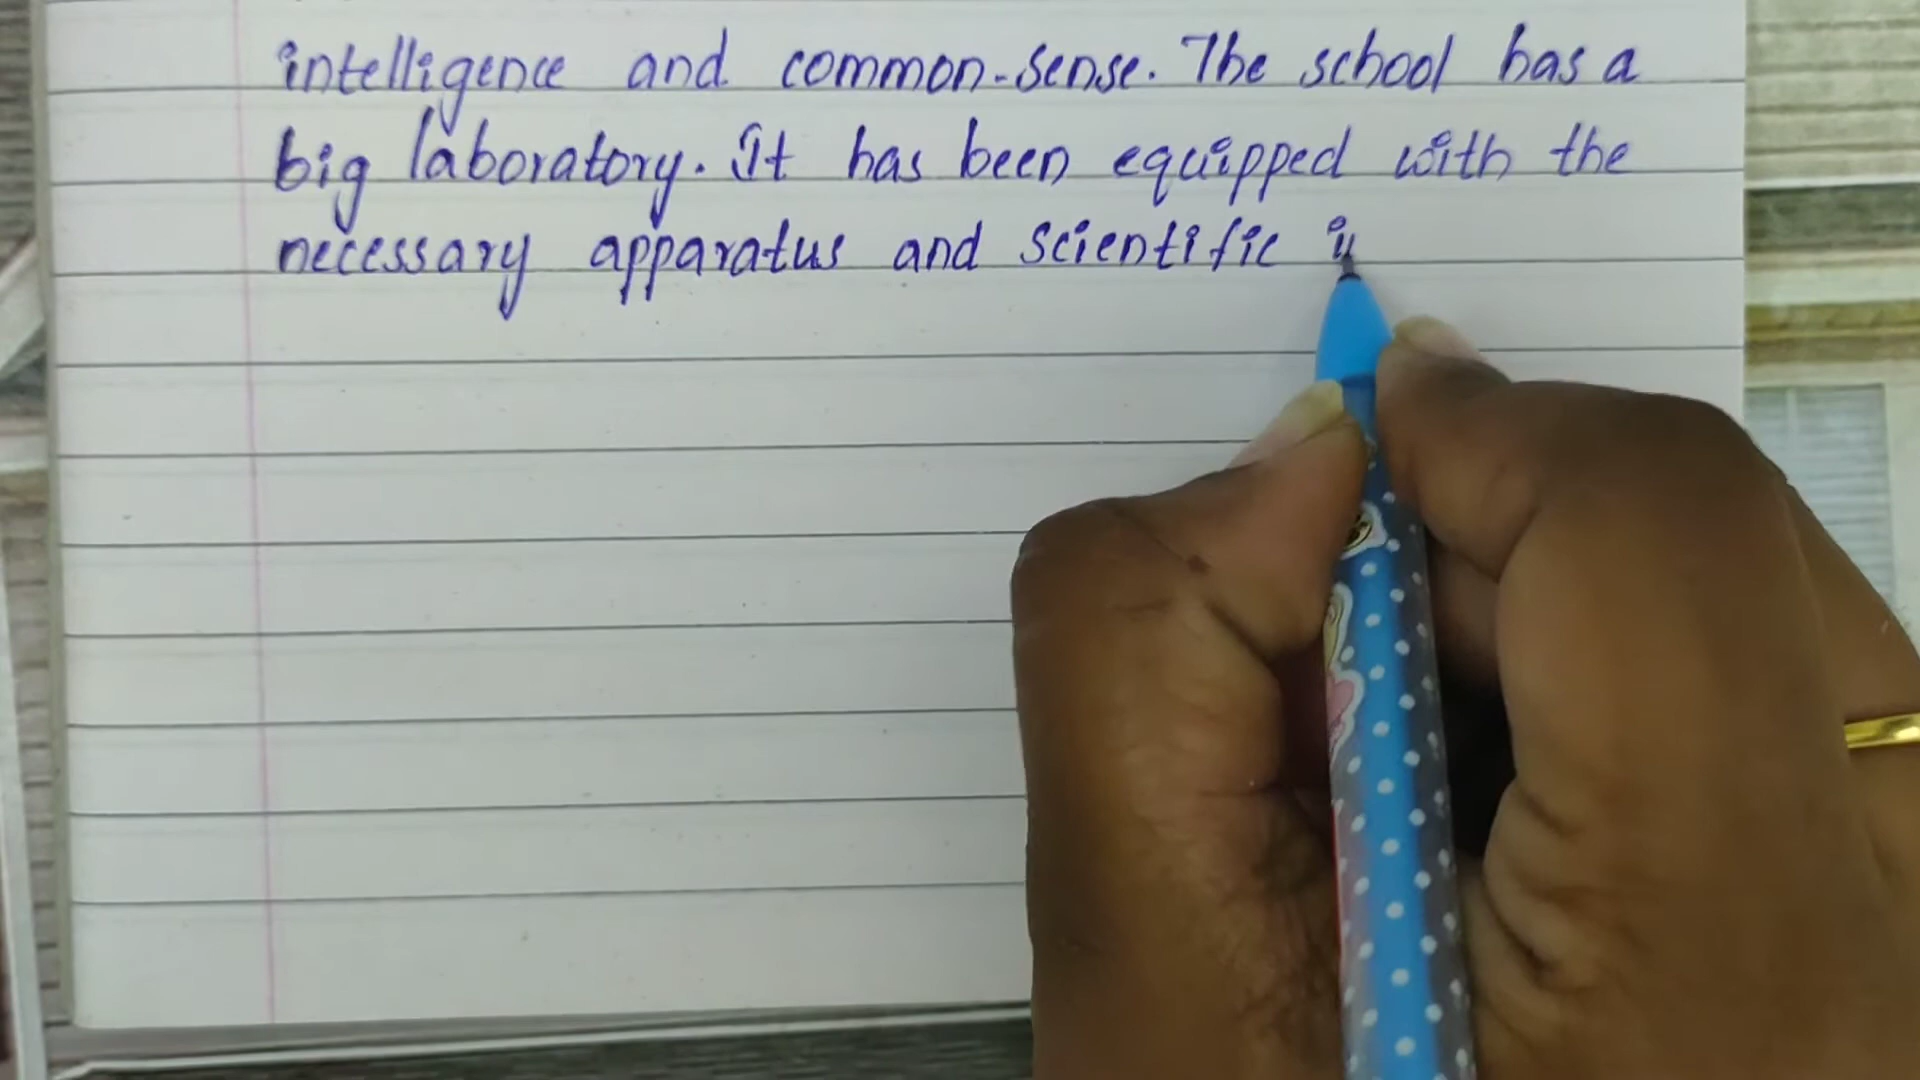 intelligence and common-sense. The school has a
big laboratory. It has been equipped with the
necessary apparatus and scientific